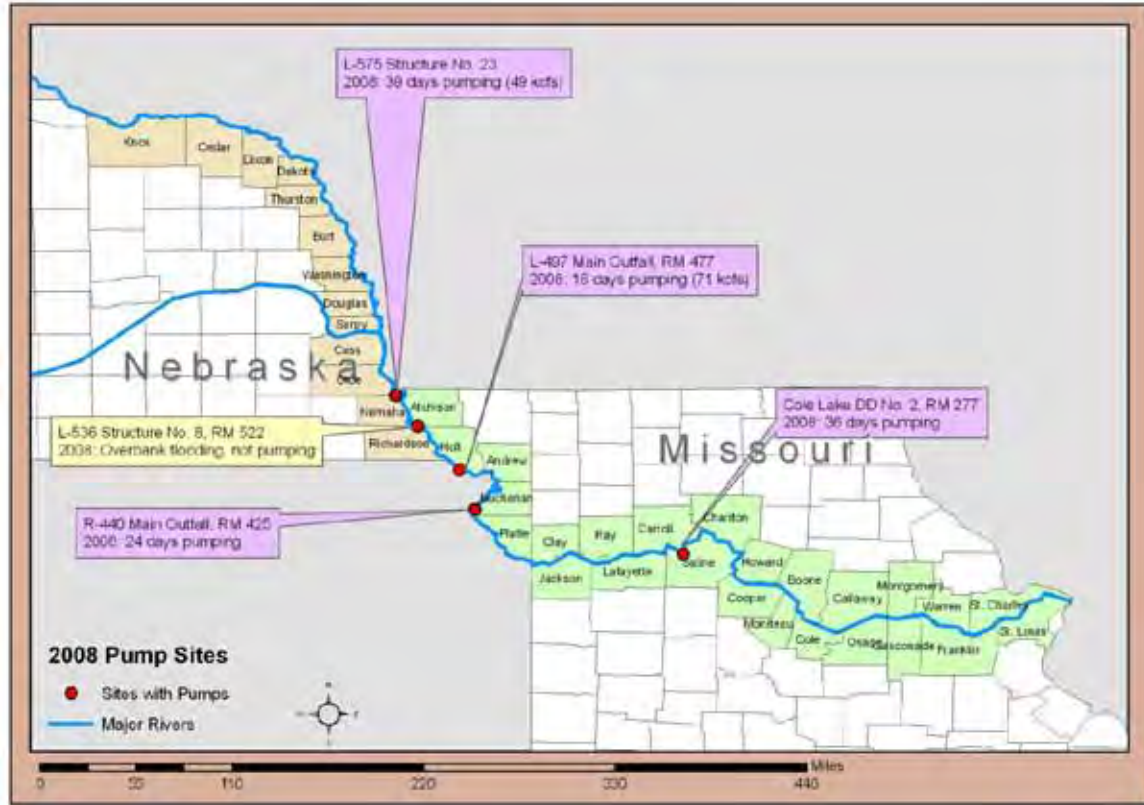 L-575 Structure No. 23
2008: 39 days pumping (49 kcfs)
Knox
Cedar
Dixon
Dakota
Thurston
Burt
L-497 Main Outfall, RM 477
2008: 16 days pumping (71 kcfs)
Washington
Douglas
Sarpy
Cass
Nebraska
Otoe
Nemaha
Atchison
Cole Lake DD No. 2, RM 277
2008: 36 days pumping
L-536 Structure No. 8, RM 522
2008: Overbank flooding, not pumping
Richardson
Holt
Andrew
Missouri
Buchanan
R-440 Main Outfall, RM 425
2008: 24 days pumping
Platte
Clay
Ray
Carroll
Chariton
Saline
Jackson
Lafayette
Howard
Boone
Cooper
Callaway
Montgomery
Warren
St. Charles
Moniteau
Cole
Osage
Gasconade
Franklin
St. Louis
2008 Pump Sites
Sites with Pumps
Major Rivers
Miles
0 55 110 220 330 440